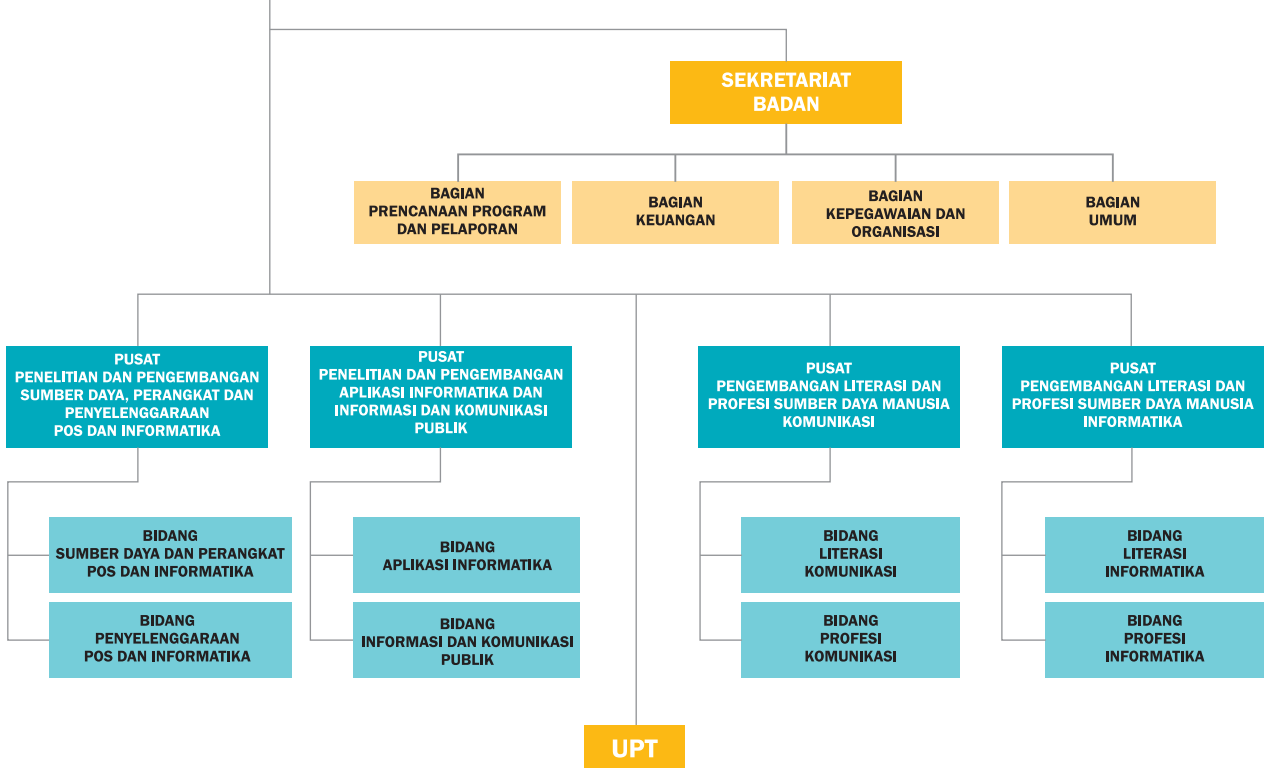 SEKRETARIAT
BADAN
BAGIAN
PRENCANAAN PROGRAM
DAN PELAPORAN
BAGIAN
KEUANGAN
BAGIAN
KEPEGAWAIAN DAN
ORGANISASI
BAGIAN
UMUM
PUSAT
PENELITIAN DAN PENGEMBANGAN
SUMBER DAYA, PERANGKAT DAN
PENYELENGGARAAN
POS DAN INFORMATIKA
PUSAT
PENELITIAN DAN PENGEMBANGAN
APLIKASI INFORMATIKA DAN
INFORMASI DAN KOMUNIKASI
PUBLIK
PUSAT
PENGEMBANGAN LITERASI DAN
PROFESI SUMBER DAYA MANUSIA
KOMUNIKASI
PUSAT
PENGEMBANGAN LITERASI DAN
PROFESI SUMBER DAYA MANUSIA
INFORMATIKA
BIDANG
SUMBER DAYA DAN PERANGKAT
POS DAN INFORMATIKA
BIDANG
APLIKASI INFORMATIKA
BIDANG
LITERASI
KOMUNIKASI
BIDANG
LITERASI
INFORMATIKA
BIDANG
PENYELENGGARAAN
POS DAN INFORMATIKA
BIDANG
INFORMASI DAN KOMUNIKASI
PUBLIK
BIDANG
PROFESI
KOMUNIKASI
BIDANG
PROFESI
INFORMATIKA
UPT